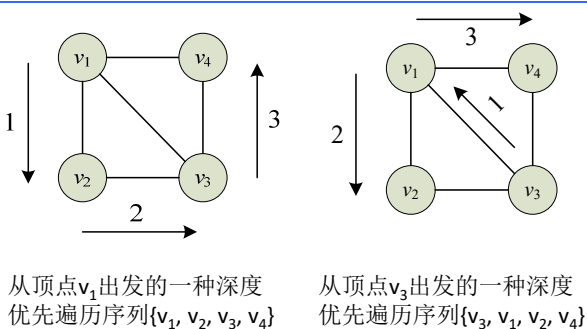 3
v₁ v₄ v₁ v₄
1 3 2 1
v₂ v₃ v₂ v₃
2
从顶点v₁出发的一种深度
优先遍历序列{v₁, v₂, v₃, v₄}
从顶点v₃出发的一种深度
优先遍历序列{v₃, v₁, v₂, v₄}